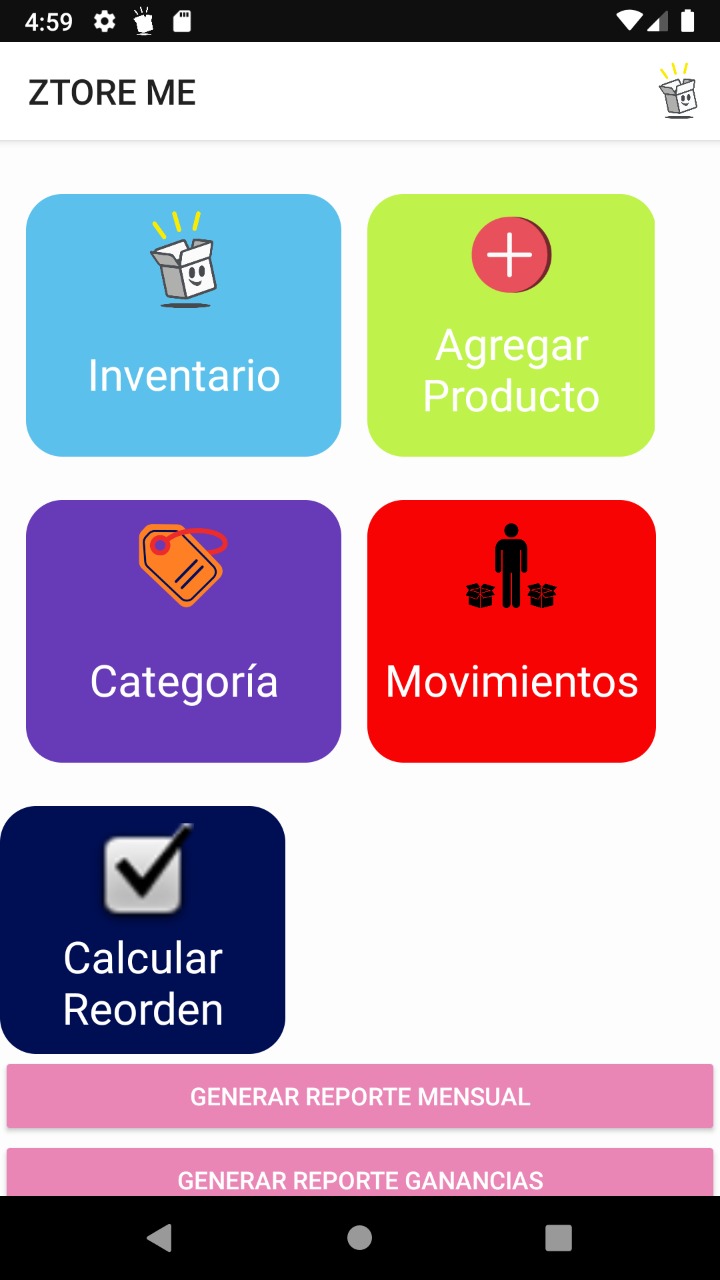 4:59
ZTORE ME
Inventario
Agregar
Producto
Categoría
Movimientos
Calcular
Reorden
GENERAR REPORTE MENSUAL
GENERAR REPORTE GANANCIAS